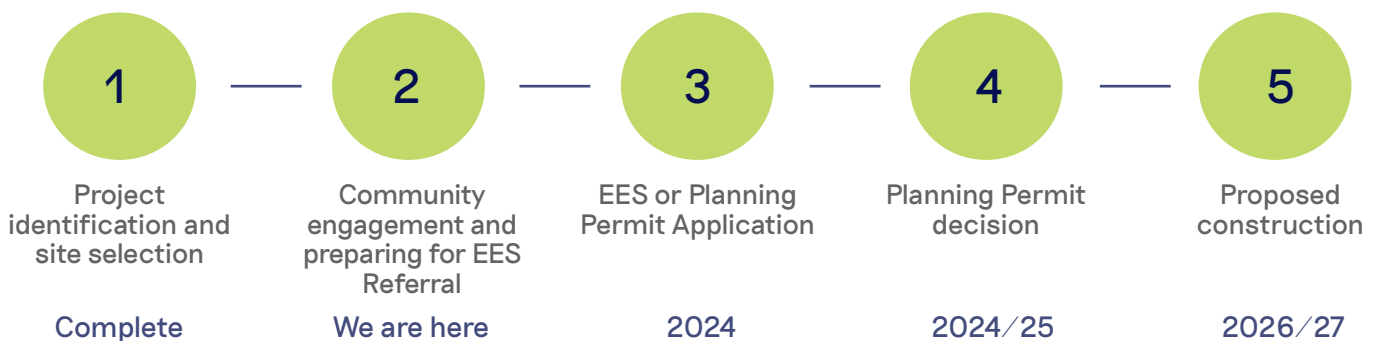 1
2
3
4
5
Project
identification and
site selection
Complete
Community
engagement and
preparing for EES
Referral
We are here
EES or Planning
Permit Application
2024
Planning Permit
decision
2024/25
Proposed
construction
2026/27